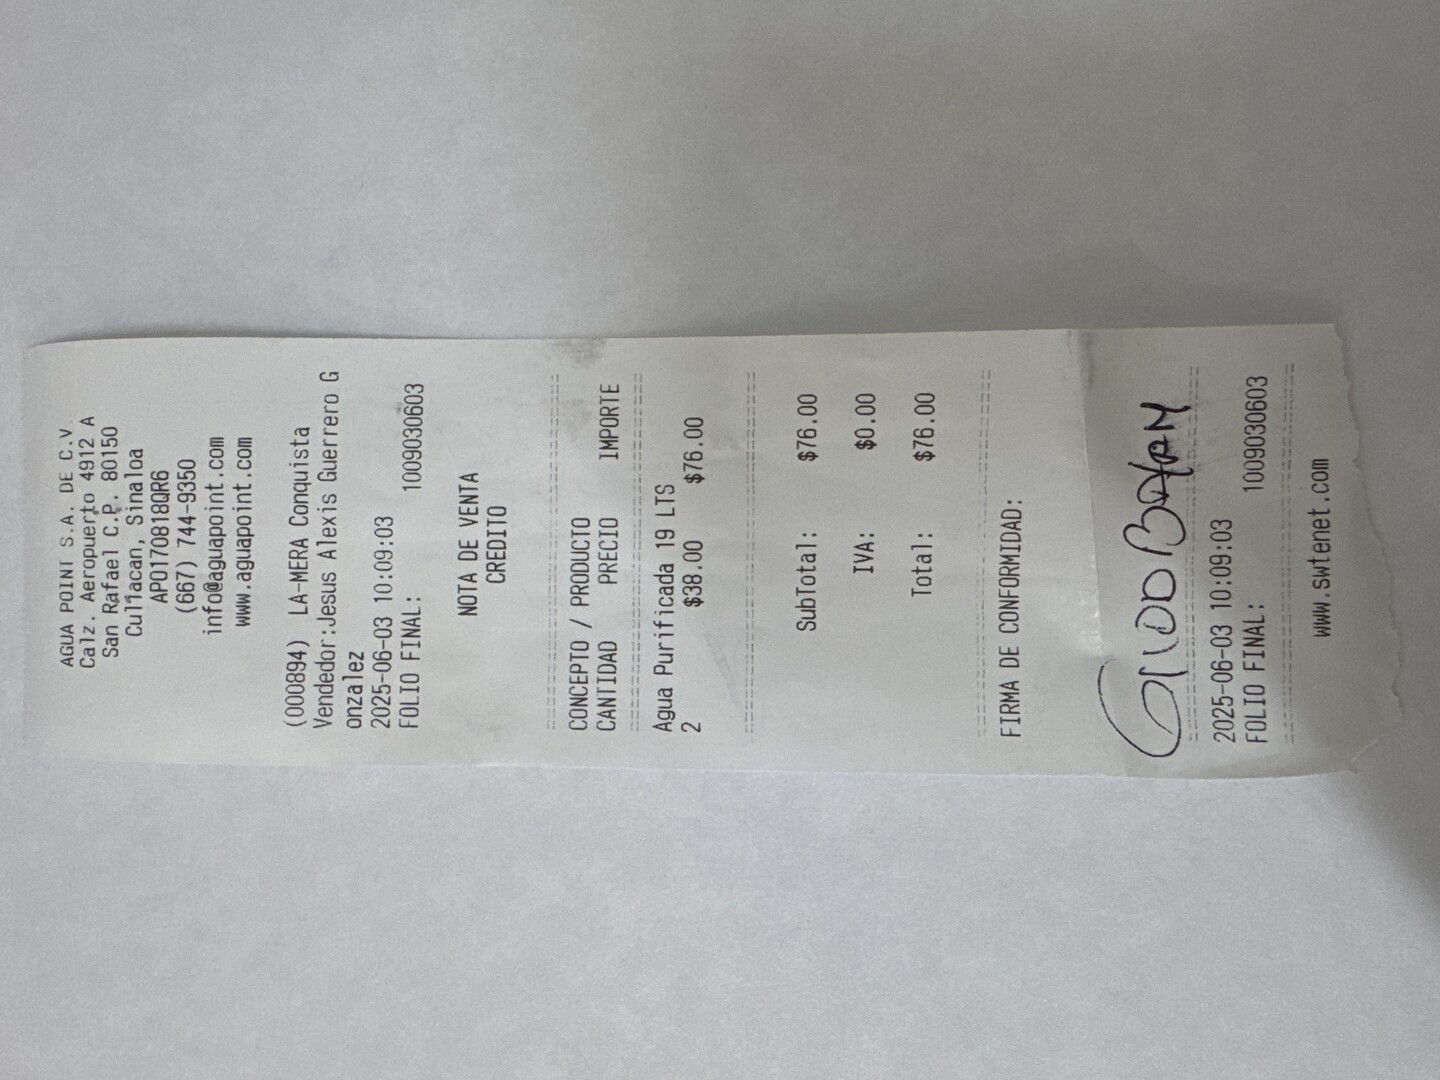 AGUA POINT S.A. DE C.V.
Calz. Aeropuerto 4912 A
San Rafael C.P. 80150
Culiacan, Sinaloa
APO170818QR6
(667) 744-9350
info@aguapoint.com
www.aguapoint.com
(000894) LA-MERA Conquista
Vendedor:Jesus Alexis Guerrero G
onzalez
2025-06-03 10:09:03
FOLIO FINAL: 1009030603
NOTA DE VENTA
CREDITO
CONCEPTO / PRODUCTO
CANTIDAD PRECIO IMPORTE
Agua Purificada 19 LTS
2 $38.00 $76.00
SubTotal: $76.00
IVA: $0.00
Total: $76.00
FIRMA DE CONFORMIDAD:
2025-06-03 10:09:03
FOLIO FINAL: 1009030603
www.swtenet.com